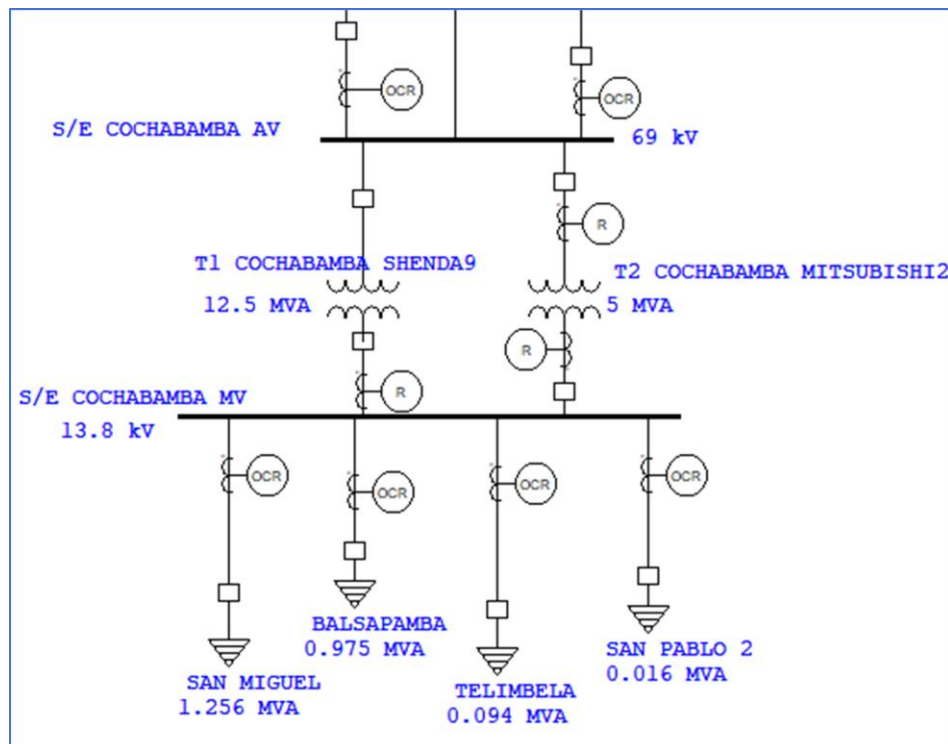 OCR
OCR
S/E COCHABAMBA AV
69 kV
T1 COCHABAMBA SHENDA9
12.5 MVA
R
T2 COCHABAMBA MITSUBISHI2
5 MVA
R
R
S/E COCHABAMBA MV
13.8 kV
OCR
OCR
OCR
OCR
BALSAPAMBA
0.975 MVA
SAN MIGUEL
1.256 MVA
TELIMBELA
0.094 MVA
SAN PABLO 2
0.016 MVA